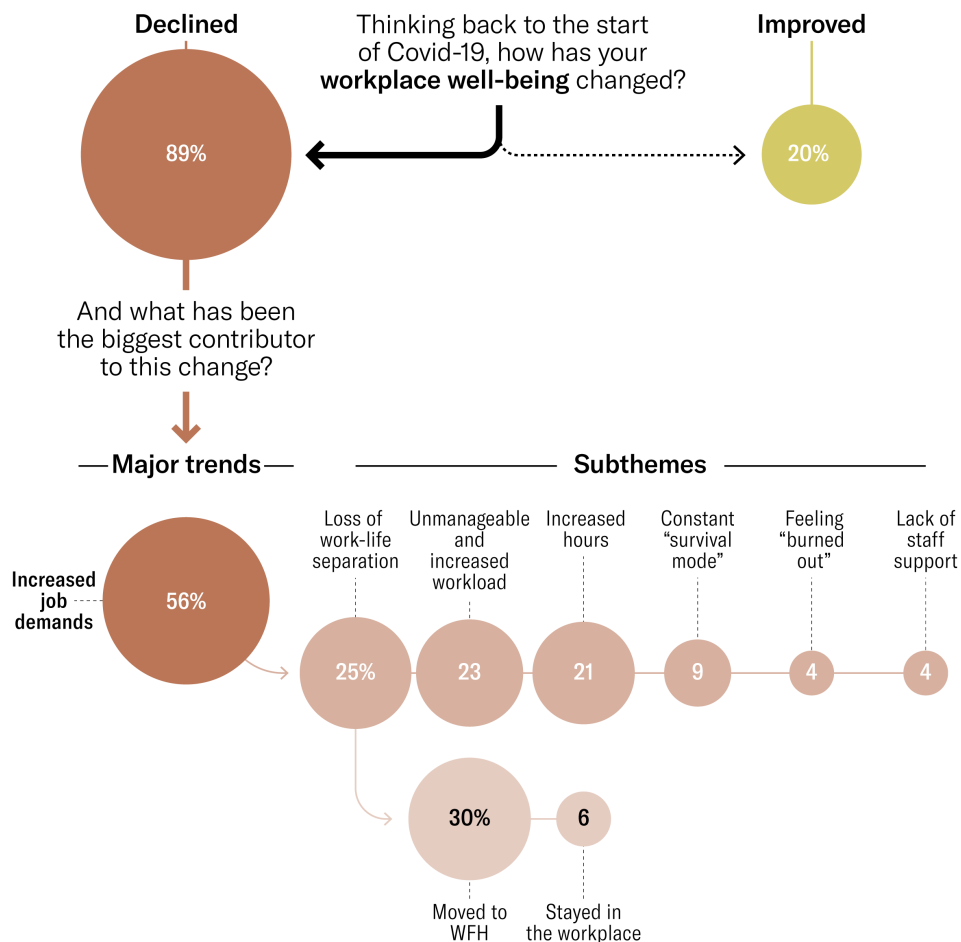 Declined
Thinking back to the start
of Covid-19, how has your
workplace well-being changed?
Improved
89%
20%
And what has been
the biggest contributor
to this change?
Major trends
Subthemes
Increased
job
demands
56%
Loss of
work-life
separation
Unmanageable
and
increased
workload
Increased
hours
Constant
“survival
mode”
Feeling
“burned
out”
Lack of
staff
support
25%
23
21
9
4
4
30%
6
Moved to
WFH
Stayed in
the workplace